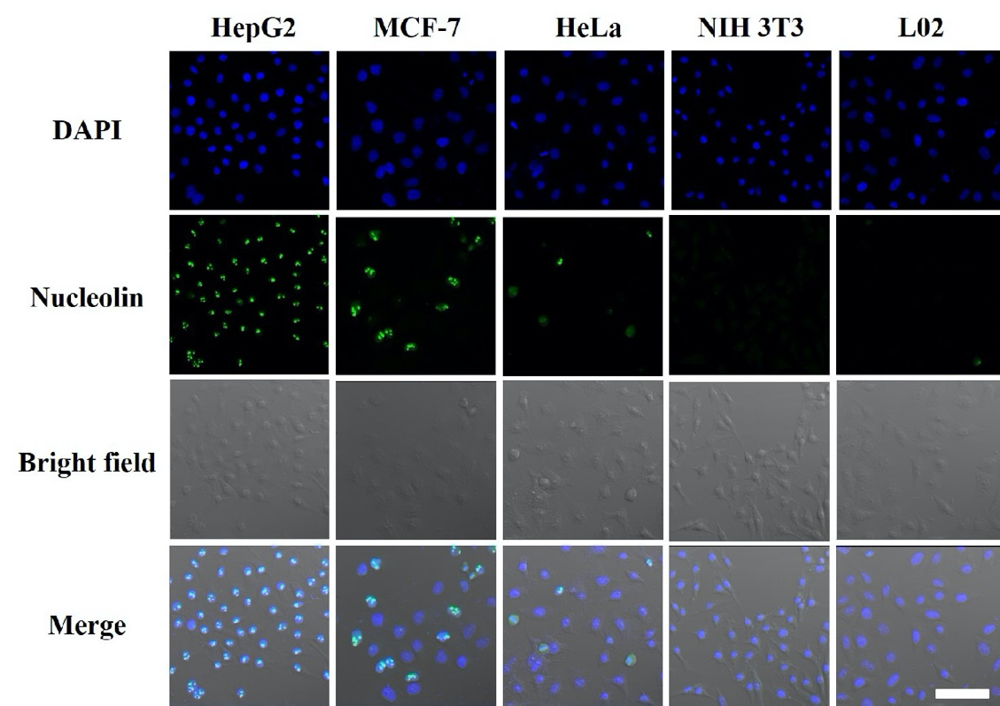 HepG2 MCF-7 HeLa NIH 3T3 L02
DAPI
Nucleolin
Bright field
Merge